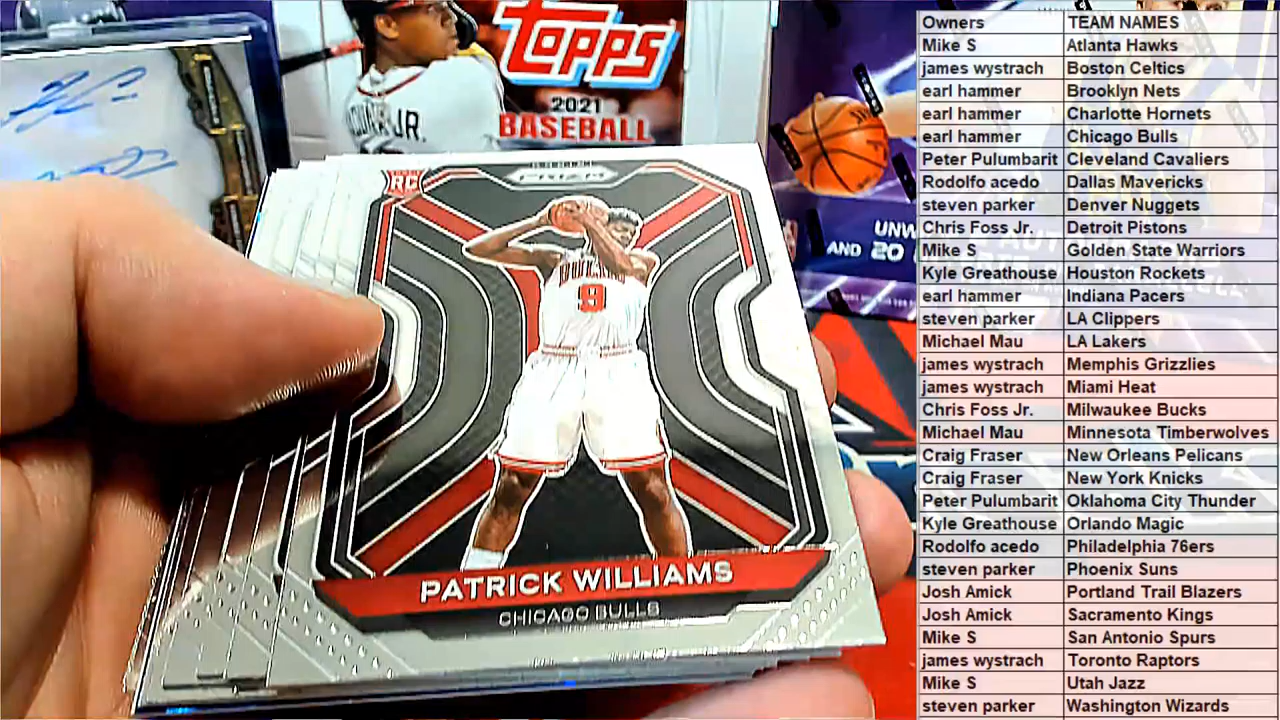 TOPPS
2021
BASEBALL
JR.
UNW
AND 20
RC
PANINI
PRIZM
BULLS
9
PATRICK WILLIAMS
CHICAGO BULLS
Owners TEAM NAMES
Mike S Atlanta Hawks
james wystrach Boston Celtics
earl hammer Brooklyn Nets
earl hammer Charlotte Hornets
earl hammer Chicago Bulls
Peter Pulumbarit Cleveland Cavaliers
Rodolfo acedo Dallas Mavericks
steven parker Denver Nuggets
Chris Foss Jr. Detroit Pistons
Mike S Golden State Warriors
Kyle Greathouse Houston Rockets
earl hammer Indiana Pacers
steven parker LA Clippers
Michael Mau LA Lakers
james wystrach Memphis Grizzlies
james wystrach Miami Heat
Chris Foss Jr. Milwaukee Bucks
Michael Mau Minnesota Timberwolves
Craig Fraser New Orleans Pelicans
Craig Fraser New York Knicks
Peter Pulumbarit Oklahoma City Thunder
Kyle Greathouse Orlando Magic
Rodolfo acedo Philadelphia 76ers
steven parker Phoenix Suns
Josh Amick Portland Trail Blazers
Josh Amick Sacramento Kings
Mike S San Antonio Spurs
james wystrach Toronto Raptors
Mike S Utah Jazz
steven parker Washington Wizards